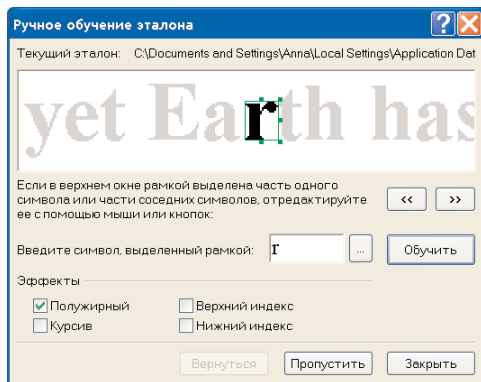 Ручное обучение эталона
Текущий эталон: C:\Documents and Settings\Anna\Local Settings\Application Dat
yet Earth has
Если в верхнем окне рамкой выделена часть одного
символа или части соседних символов, отредактируйте
ее с помощью мыши или кнопок:
<< >>
Введите символ, выделенный рамкой: r ... Обучить
Эффекты
Полужирный Верхний индекс
Курсив Нижний индекс
Вернуться Пропустить Закрыть